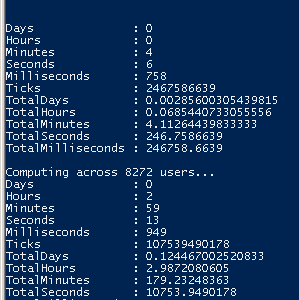 Days : 0
Hours : 0
Minutes : 4
Seconds : 6
Milliseconds : 758
Ticks : 2467586639
TotalDays : 0.00285600305439815
TotalHours : 0.0685440733055556
TotalMinutes : 4.11264439833333
TotalSeconds : 246.7586639
TotalMilliseconds : 246758.6639
Computing across 8272 users...
Days : 0
Hours : 2
Minutes : 59
Seconds : 13
Milliseconds : 949
Ticks : 107539490178
TotalDays : 0.124467002520833
TotalHours : 2.9872080605
TotalMinutes : 179.23248363
TotalSeconds : 10753.9490178